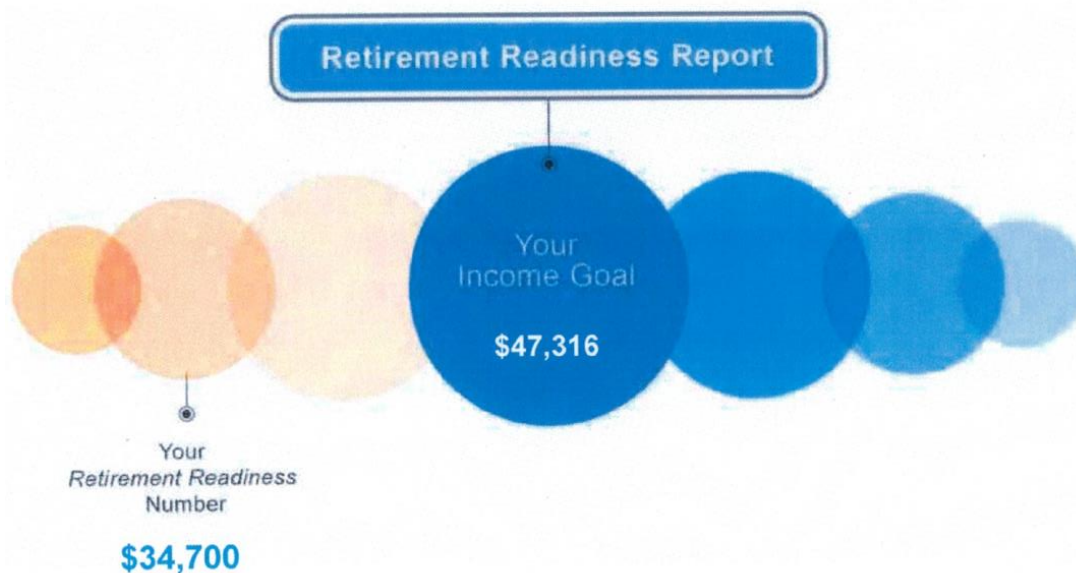 Retirement Readiness Report
Your
Income Goal
$47,316
Your
Retirement Readiness
Number
$34,700